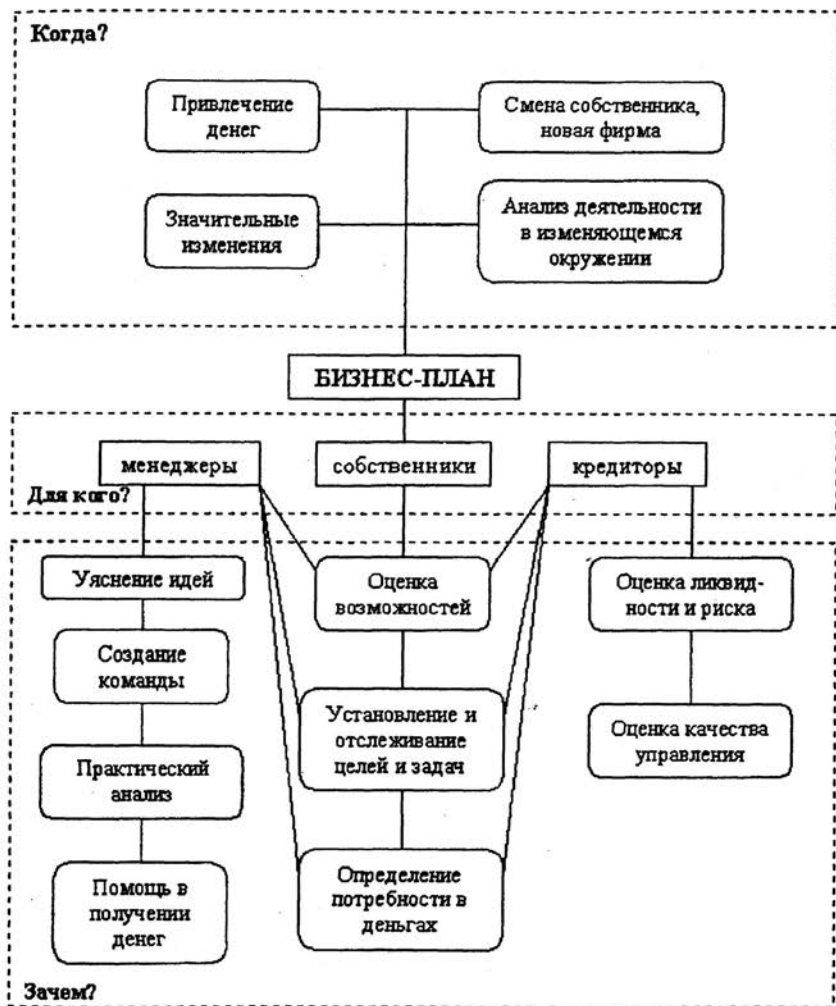 Когда?
Привлечение
денег
Смена собственника,
новая фирма
Значительные
изменения
Анализ деятельности
в изменяющемся
окружении
БИЗНЕС-ПЛАН
менеджеры
собственники
кредиторы
Для кого?
Уяснение идей
Оценка
возможностей
Оценка ликвид-
ности и риска
Создание
команды
Установление и
отслеживание
целей и задач
Оценка качества
управления
Практический
анализ
Помощь в
получении
денег
Определение
потребности в
деньгах
Зачем?